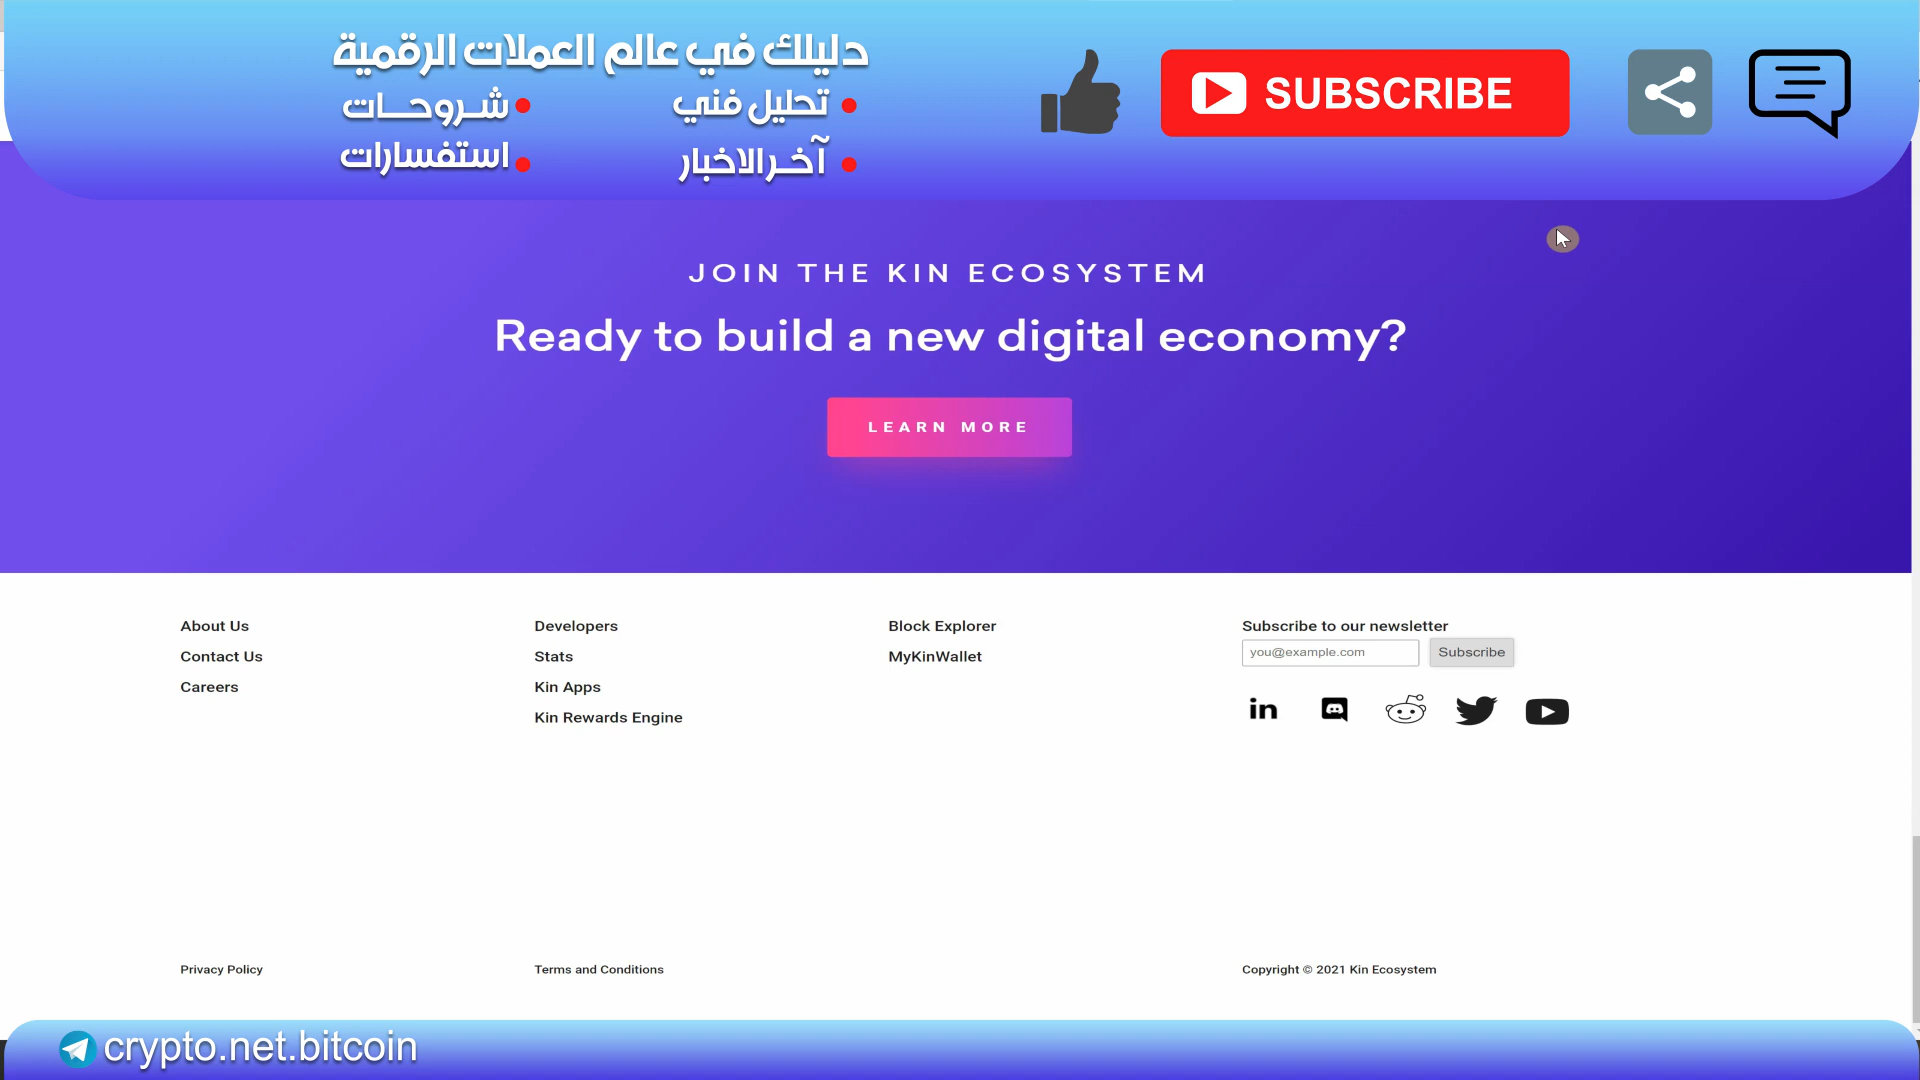 دليلك في عالم العملات الرقمية
تحليل فني
شروحات
آخر الاخبار
استفسارات
SUBSCRIBE
JOIN THE KIN ECOSYSTEM
Ready to build a new digital economy?
LEARN MORE
About Us
Contact Us
Careers
Developers
Stats
Kin Apps
Kin Rewards Engine
Block Explorer
MyKinWallet
Subscribe to our newsletter
you@example.com
Subscribe
in
Privacy Policy
Terms and Conditions
Copyright © 2021 Kin Ecosystem
crypto.net.bitcoin